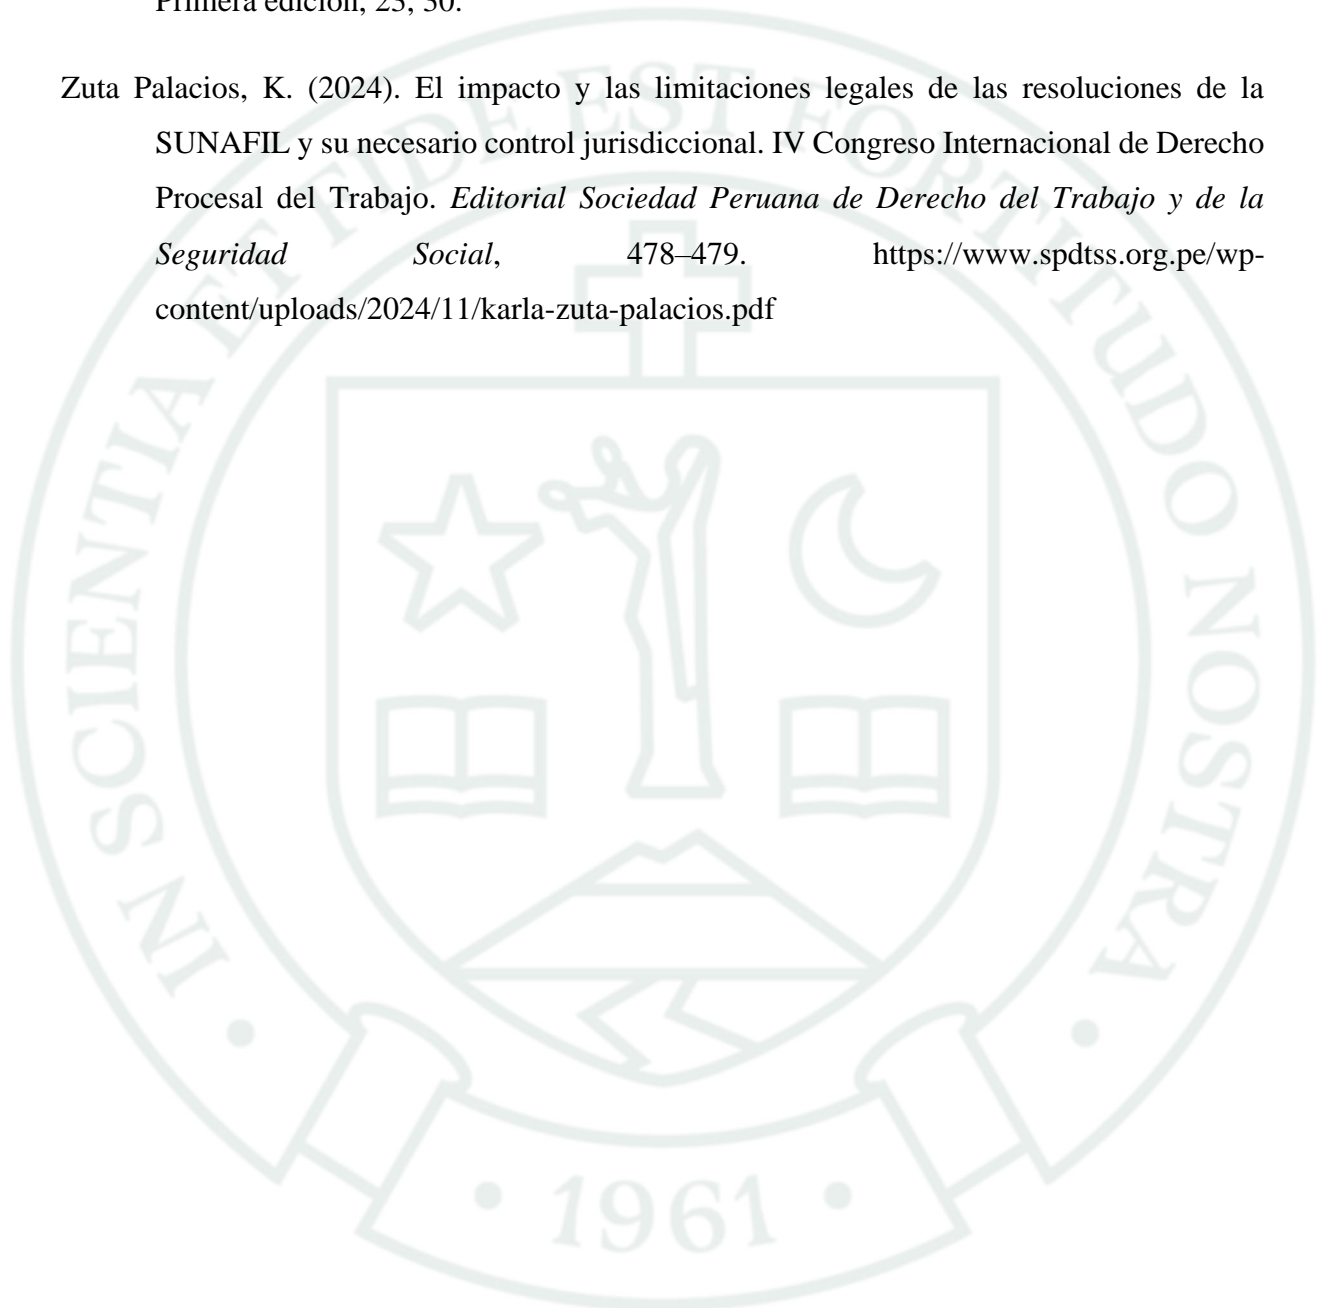 Primera edición, 23, 30.
Zuta Palacios, K. (2024). El impacto y las limitaciones legales de las resoluciones de la
SUNAFIL y su necesario control jurisdiccional. IV Congreso Internacional de Derecho
Procesal del Trabajo. Editorial Sociedad Peruana de Derecho del Trabajo y de la
Seguridad Social, 478–479. https://www.spdtss.org.pe/wp-
content/uploads/2024/11/karla-zuta-palacios.pdf
IN SCIENTIA ET FIDE EST FORTITUDO NOSTRA
• 1961 •